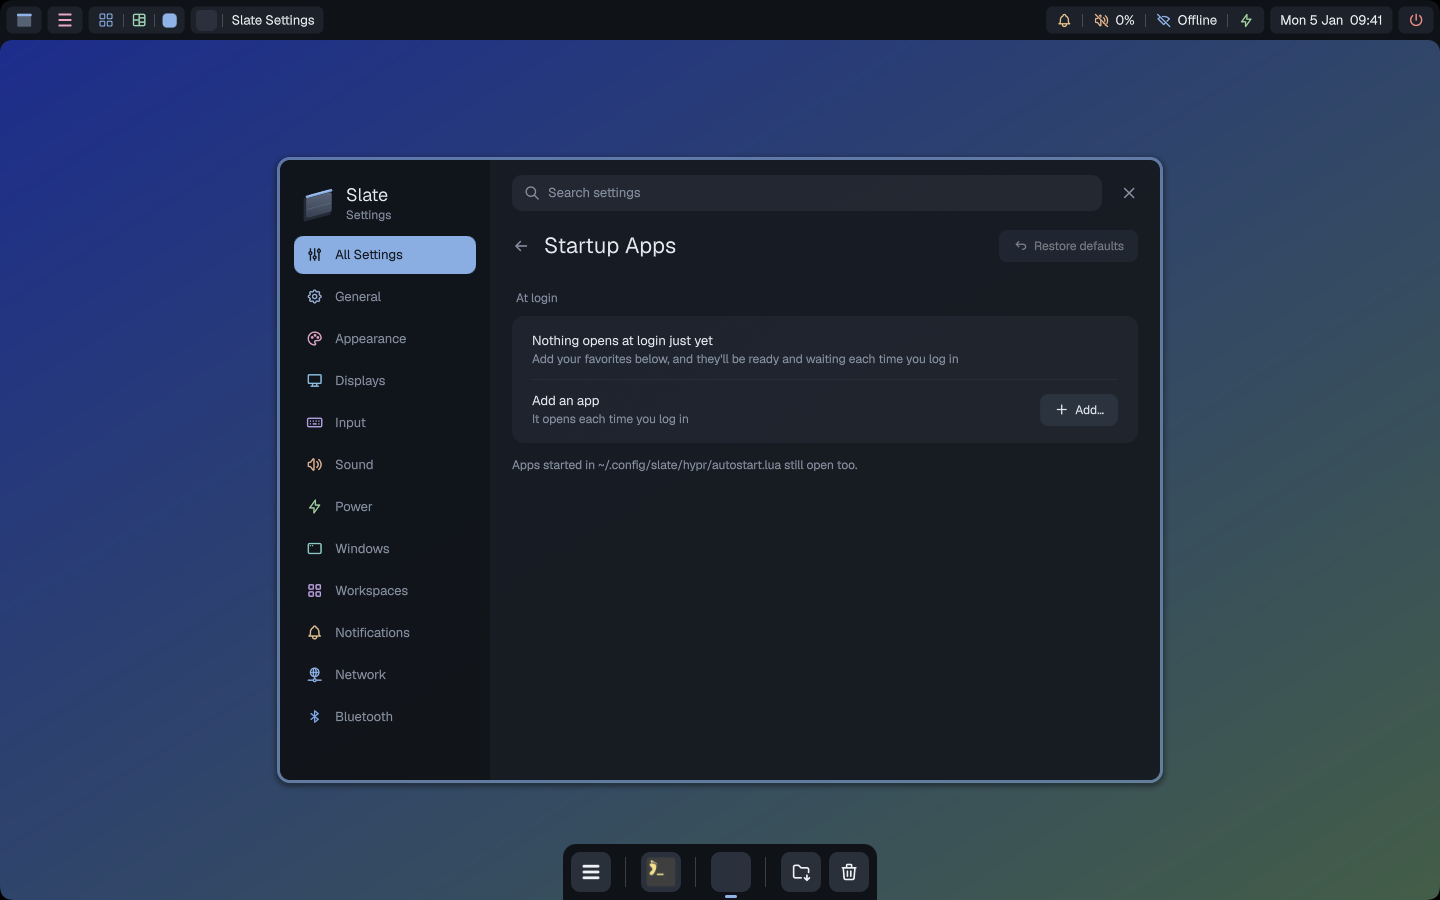 Slate Settings
0%
Offline
Mon 5 Jan 09:41
Slate
Settings
All Settings
General
Appearance
Displays
Input
Sound
Power
Windows
Workspaces
Notifications
Network
Bluetooth
Search settings
Startup Apps
Restore defaults
At login
Nothing opens at login just yet
Add your favorites below, and they'll be ready and waiting each time you log in
Add an app
It opens each time you log in
Add...
Apps started in ~/.config/slate/hypr/autostart.lua still open too.